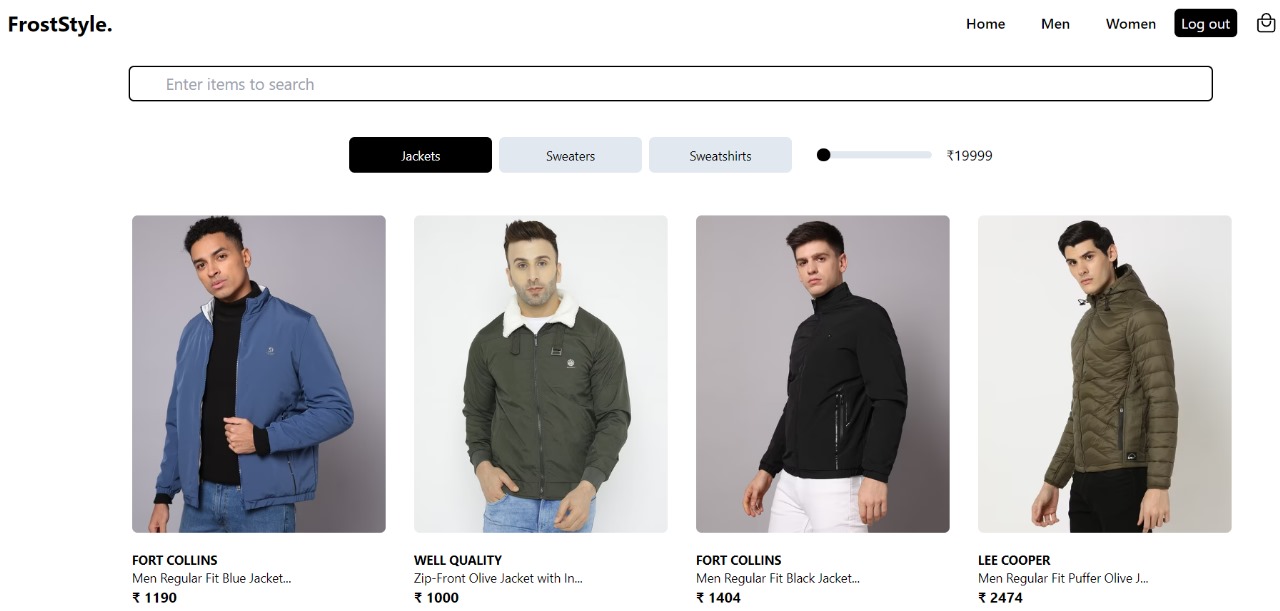 FrostStyle.
Home Men Women Log out
Enter items to search
Jackets Sweaters Sweatshirts ₹19999
FORT COLLINS
Men Regular Fit Blue Jacket...
₹ 1190
WELL QUALITY
Zip-Front Olive Jacket with In...
₹ 1000
FORT COLLINS
Men Regular Fit Black Jacket...
₹ 1404
LEE COOPER
Men Regular Fit Puffer Olive J...
₹ 2474